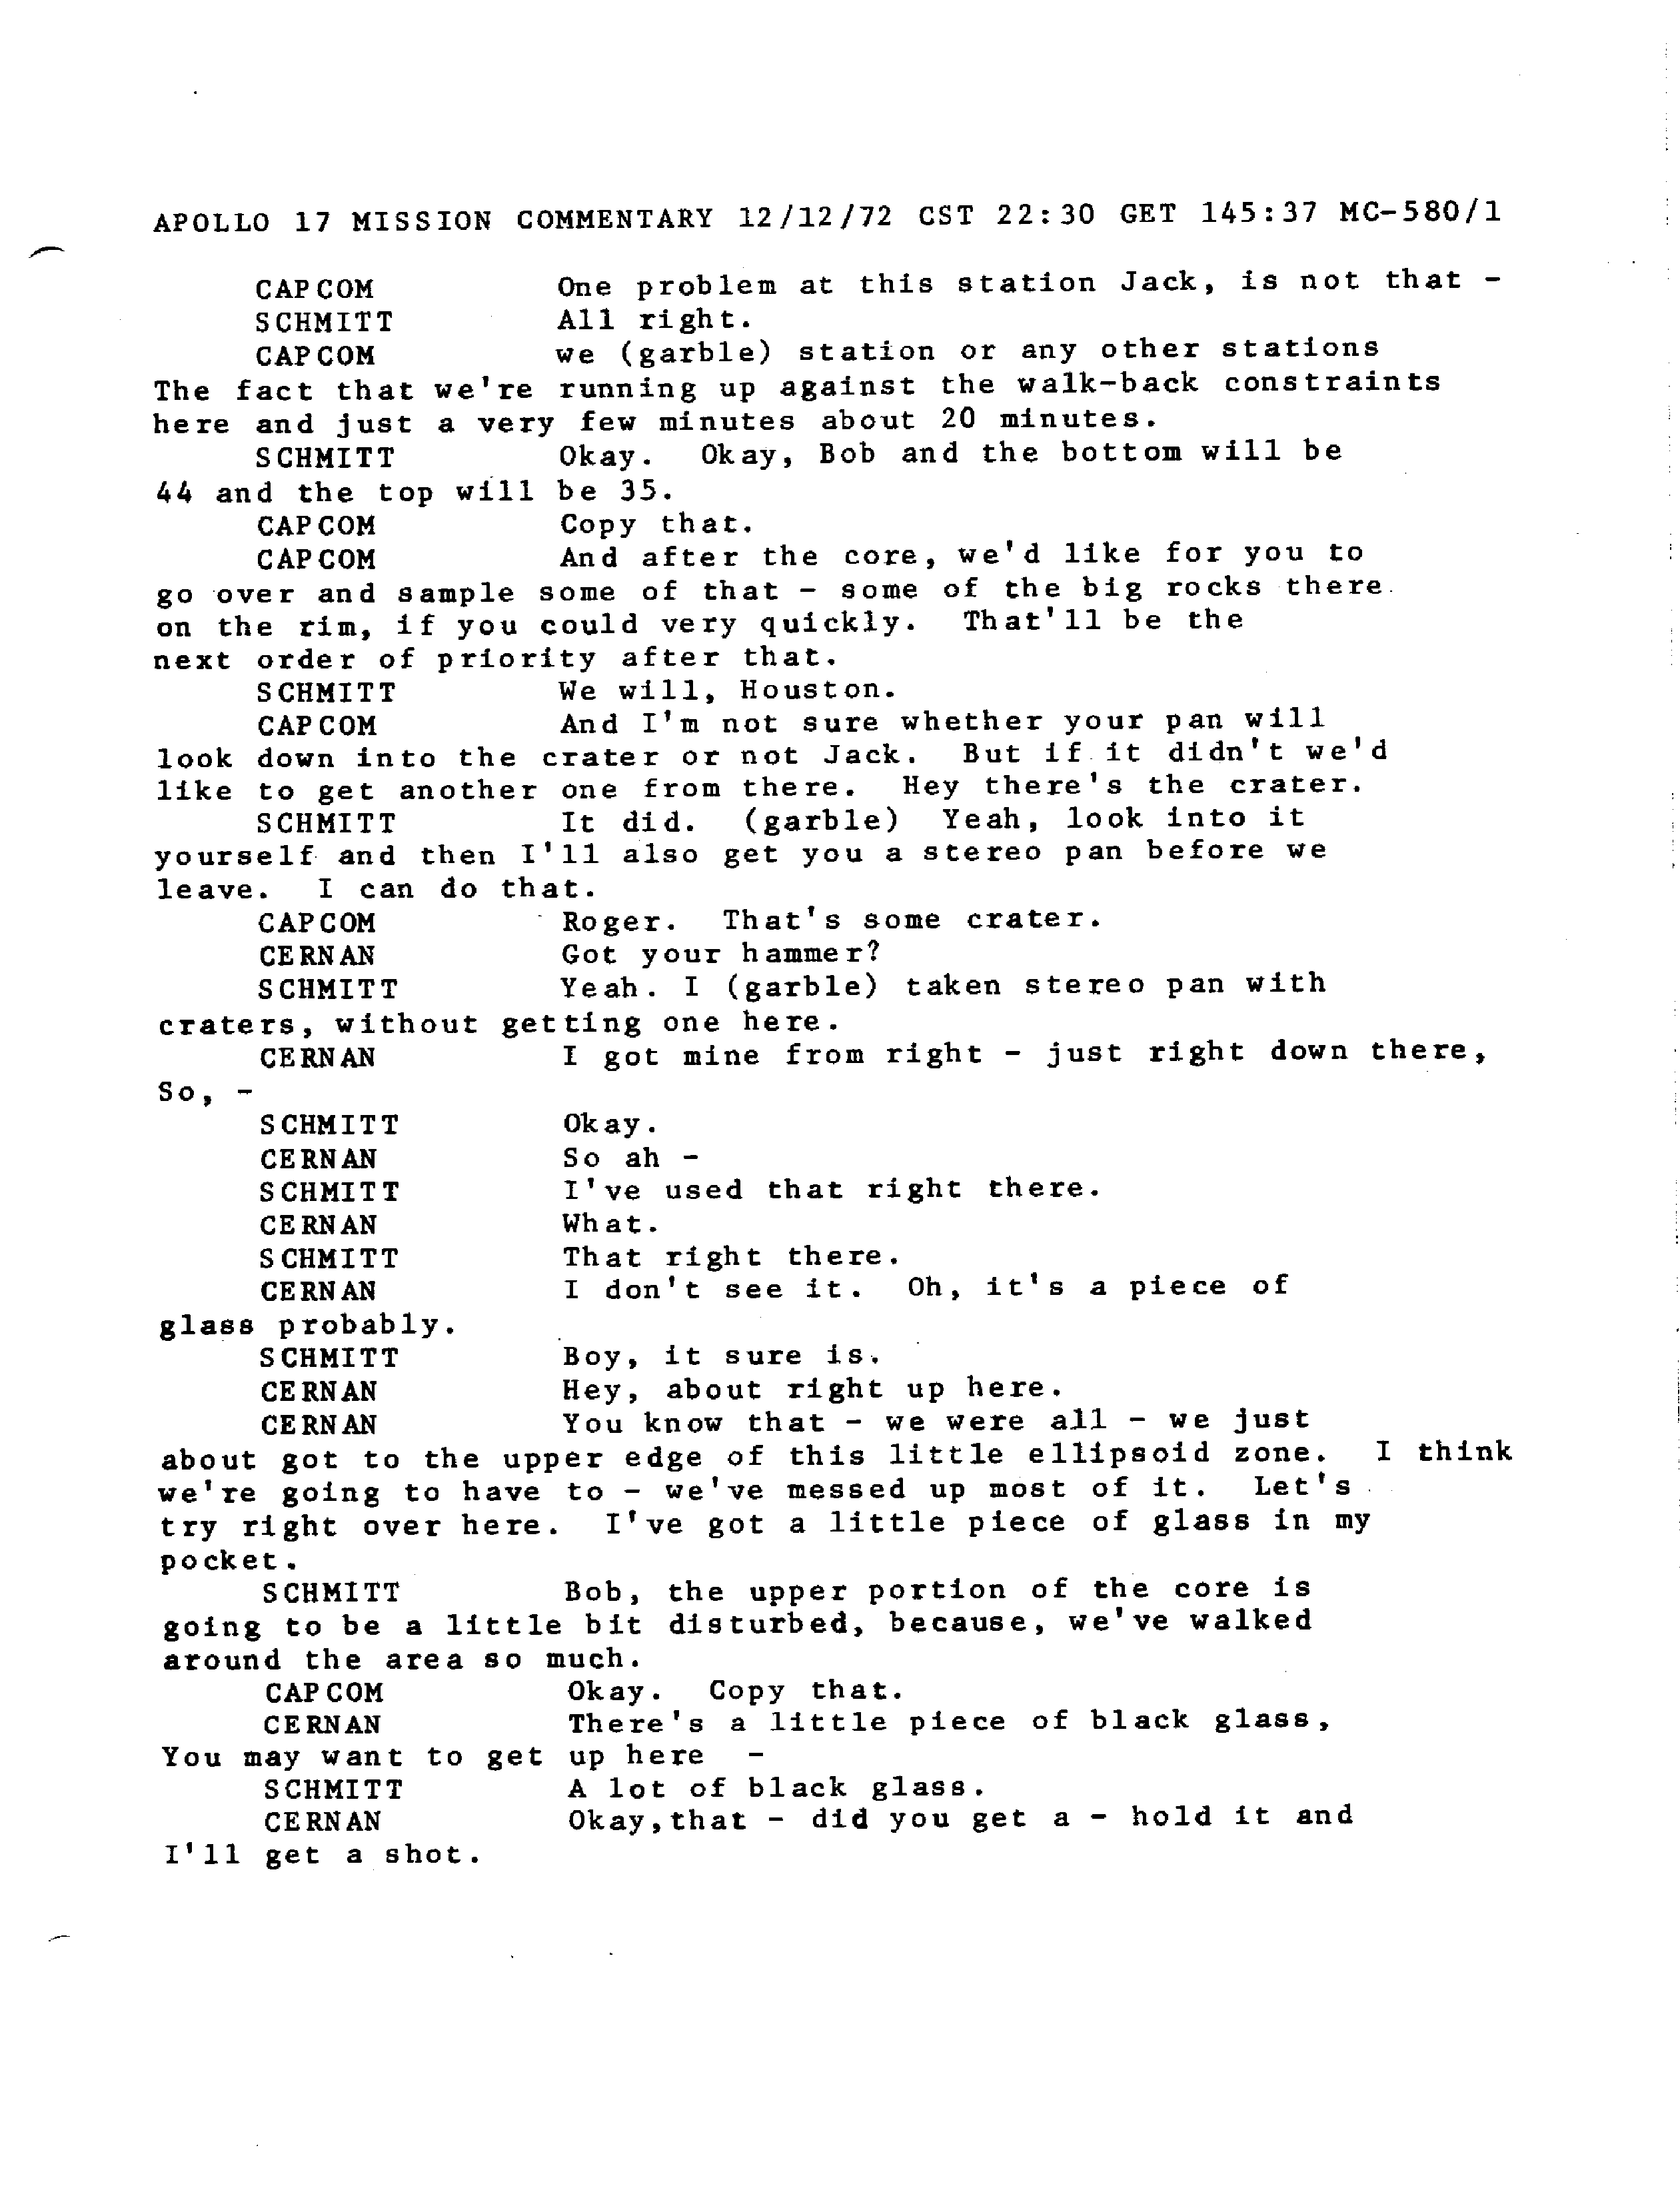 APOLLO 17 MISSION COMMENTARY 12/12/72 CST 22:30 GET 145:37 MC-580/1
CAPCOM One problem at this station Jack, is not that -
SCHMITT All right.
CAPCOM we (garble) station or any other stations
The fact that we're running up against the walk-back constraints
here and just a very few minutes about 20 minutes.
SCHMITT Okay. Okay, Bob and the bottom will be
44 and the top will be 35.
CAPCOM Copy that.
CAPCOM And after the core, we'd like for you to
go over and sample some of that - some of the big rocks there
on the rim, if you could very quickly. That'll be the
next order of priority after that.
SCHMITT We will, Houston.
CAPCOM And I'm not sure whether your pan will
look down into the crater or not Jack. But if it didn't we'd
like to get another one from there. Hey there's the crater.
SCHMITT It did. (garble) Yeah, look into it
yourself and then I'll also get you a stereo pan before we
leave. I can do that.
CAPCOM Roger. That's some crater.
CERNAN Got your hammer?
SCHMITT Yeah. I (garble) taken stereo pan with
craters, without getting one here.
CERNAN I got mine from right - just right down there,
So, -
SCHMITT Okay.
CERNAN So ah -
SCHMITT I've used that right there.
CERNAN What.
SCHMITT That right there.
CERNAN I don't see it. Oh, it's a piece of
glass probably.
SCHMITT Boy, it sure is.
CERNAN Hey, about right up here.
CERNAN You know that - we were all - we just
about got to the upper edge of this little ellipsoid zone. I think
we're going to have to - we've messed up most of it. Let's
try right over here. I've got a little piece of glass in my
pocket.
SCHMITT Bob, the upper portion of the core is
going to be a little bit disturbed, because, we've walked
around the area so much.
CAPCOM Okay. Copy that.
CERNAN There's a little piece of black glass,
You may want to get up here -
SCHMITT A lot of black glass.
CERNAN Okay,that - did you get a - hold it and
I'll get a shot.